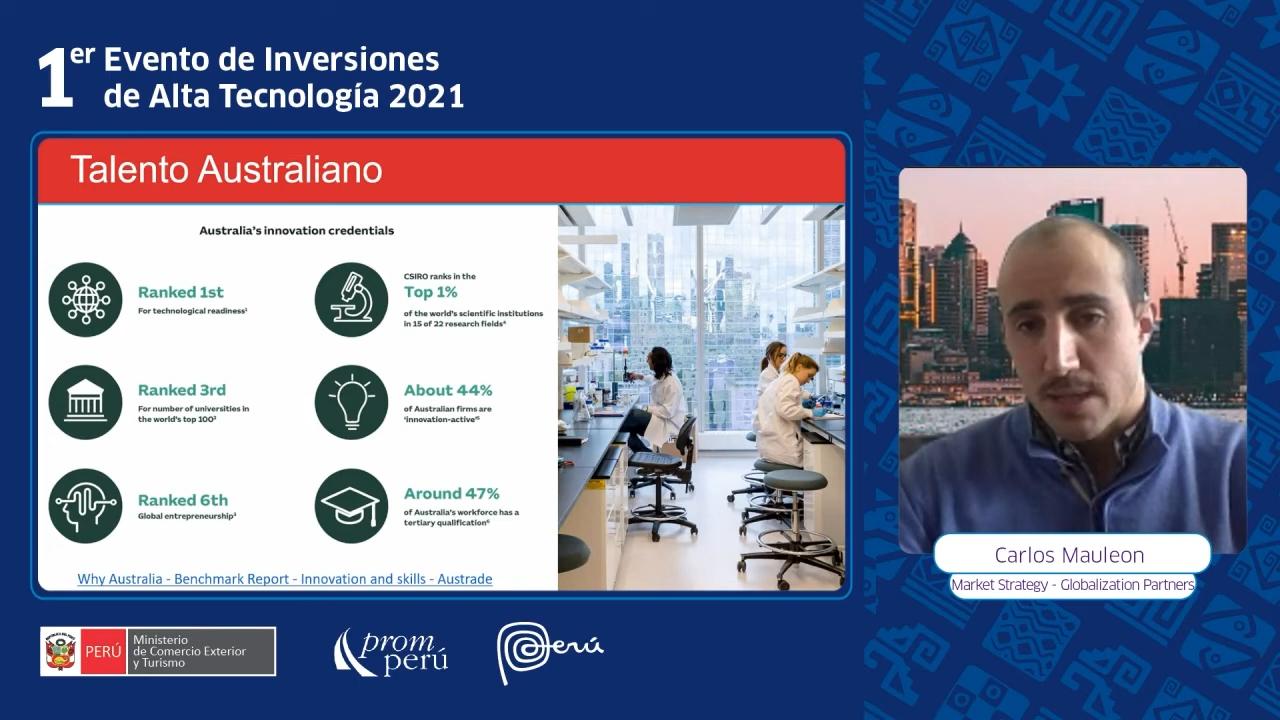 1er Evento de Inversiones
de Alta Tecnología 2021
Talento Australiano
Australia's innovation credentials
Ranked 1st
For technological readiness¹
CSIRO ranks in the
Top 1%
of the world's scientific institutions
in 15 of 22 research fields⁴
Ranked 3rd
For number of universities in
the world's top 100²
About 44%
of Australian firms are
'innovation-active'⁵
Ranked 6th
Global entrepreneurship³
Around 47%
of Australia's workforce has a
tertiary qualification⁶
Why Australia - Benchmark Report - Innovation and skills - Austrade
Carlos Mauleon
Market Strategy - Globalization Partners
PERÚ
Ministerio
de Comercio Exterior
y Turismo
prom
perú
Perú